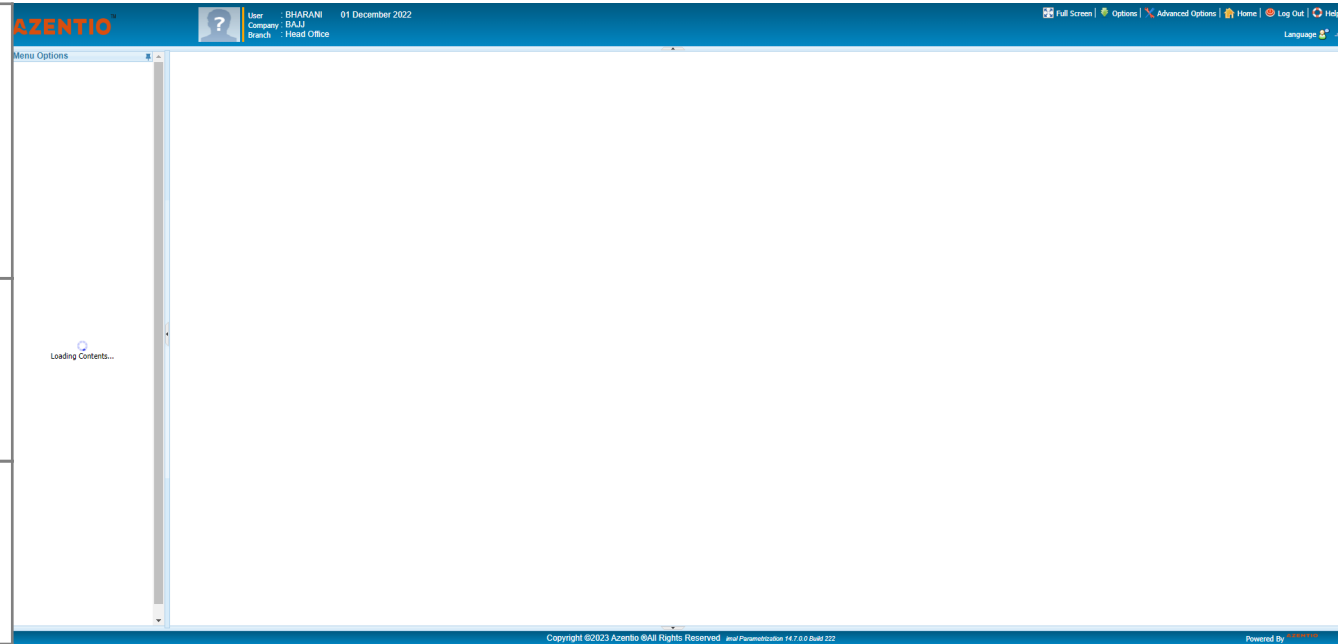 AZENTIO
User : BHARANI 01 December 2022
Company : BAJJ
Branch : Head Office
Full Screen | Options | Advanced Options | Home | Log Out | Help
Language
Menu Options
Loading Contents...
Copyright ©2023 Azentio ®All Rights Reserved imal Parametrization 14.7.0.0 Build 222
Powered By AZENTIO